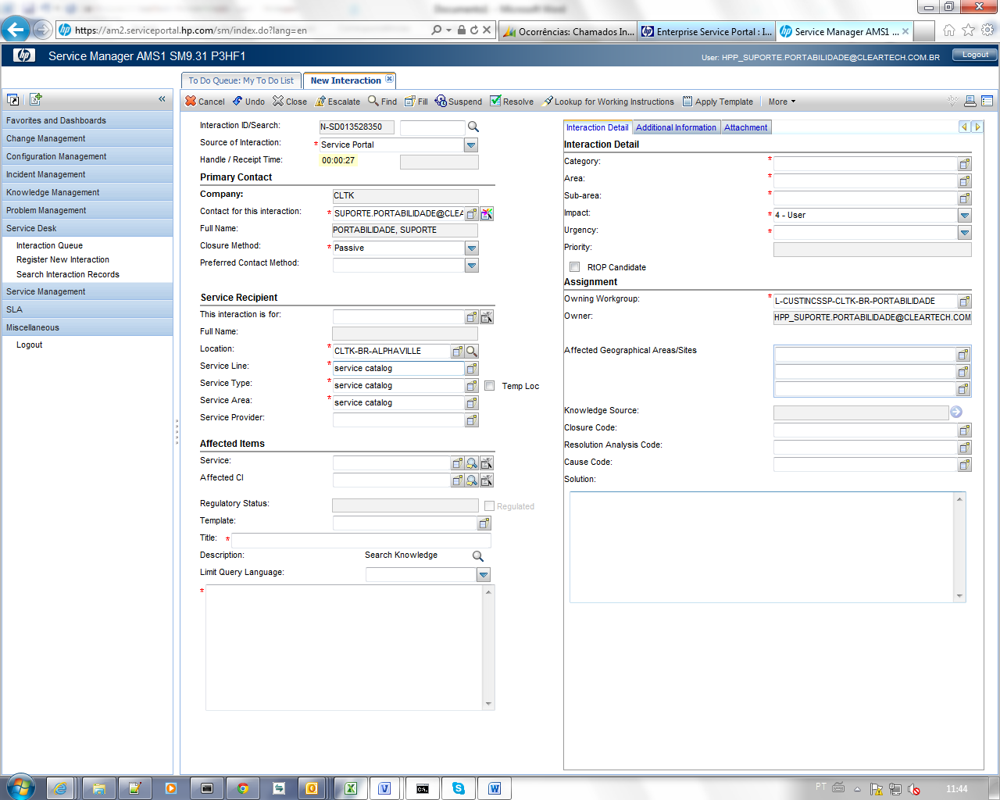 https://am2.serviceportal.hp.com/sm/index.do?lang=en
Ocorrências: Chamados In...
Enterprise Service Portal : I...
Service Manager AMS1 ...
Service Manager AMS1 SM9.31 P3HF1
User: HPP_SUPORTE.PORTABILIDADE@CLEARTECH.COM.BR
Logout
To Do Queue: My To Do List
New Interaction
Cancel Undo Close Escalate Find Fill Suspend Resolve Lookup for Working Instructions Apply Template More
Favorites and Dashboards
Change Management
Configuration Management
Incident Management
Knowledge Management
Problem Management
Service Desk
Interaction Queue
Register New Interaction
Search Interaction Records
Service Management
SLA
Miscellaneous
Logout
Interaction ID/Search: N-SD013528350
Source of Interaction: * Service Portal
Handle / Receipt Time: 00:00:27
Primary Contact
Company: CLTK
Contact for this interaction: * SUPORTE.PORTABILIDADE@CLEA
Full Name: PORTABILIDADE, SUPORTE
Closure Method: * Passive
Preferred Contact Method:
Service Recipient
This interaction is for:
Full Name:
Location: * CLTK-BR-ALPHAVILLE
Service Line: * service catalog
Service Type: * service catalog Temp Loc
Service Area: * service catalog
Service Provider:
Affected Items
Service:
Affected CI
Regulatory Status: Regulated
Template:
Title: *
Description: Search Knowledge
Limit Query Language:
*
Interaction Detail Additional Information Attachment
Interaction Detail
Category: *
Area: *
Sub-area: *
Impact: * 4 - User
Urgency: *
Priority:
RtOP Candidate
Assignment
Owning Workgroup: * L-CUSTINCSSP-CLTK-BR-PORTABILIDADE
Owner: HPP_SUPORTE.PORTABILIDADE@CLEARTECH.COM
Affected Geographical Areas/Sites
Knowledge Source:
Closure Code:
Resolution Analysis Code:
Cause Code:
Solution:
PT
11:44